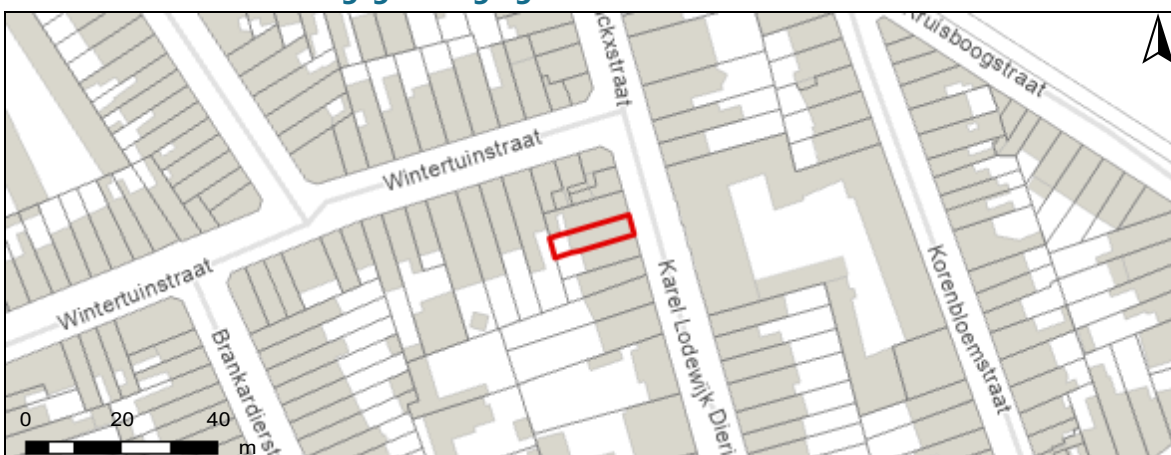 Kruisboogstraat
ckxstraat
Wintertuinstraat
Wintertuinstraat
Karel Lodewijk Dieri
Korenbloemstraat
Brankardierst
0 20 40
m